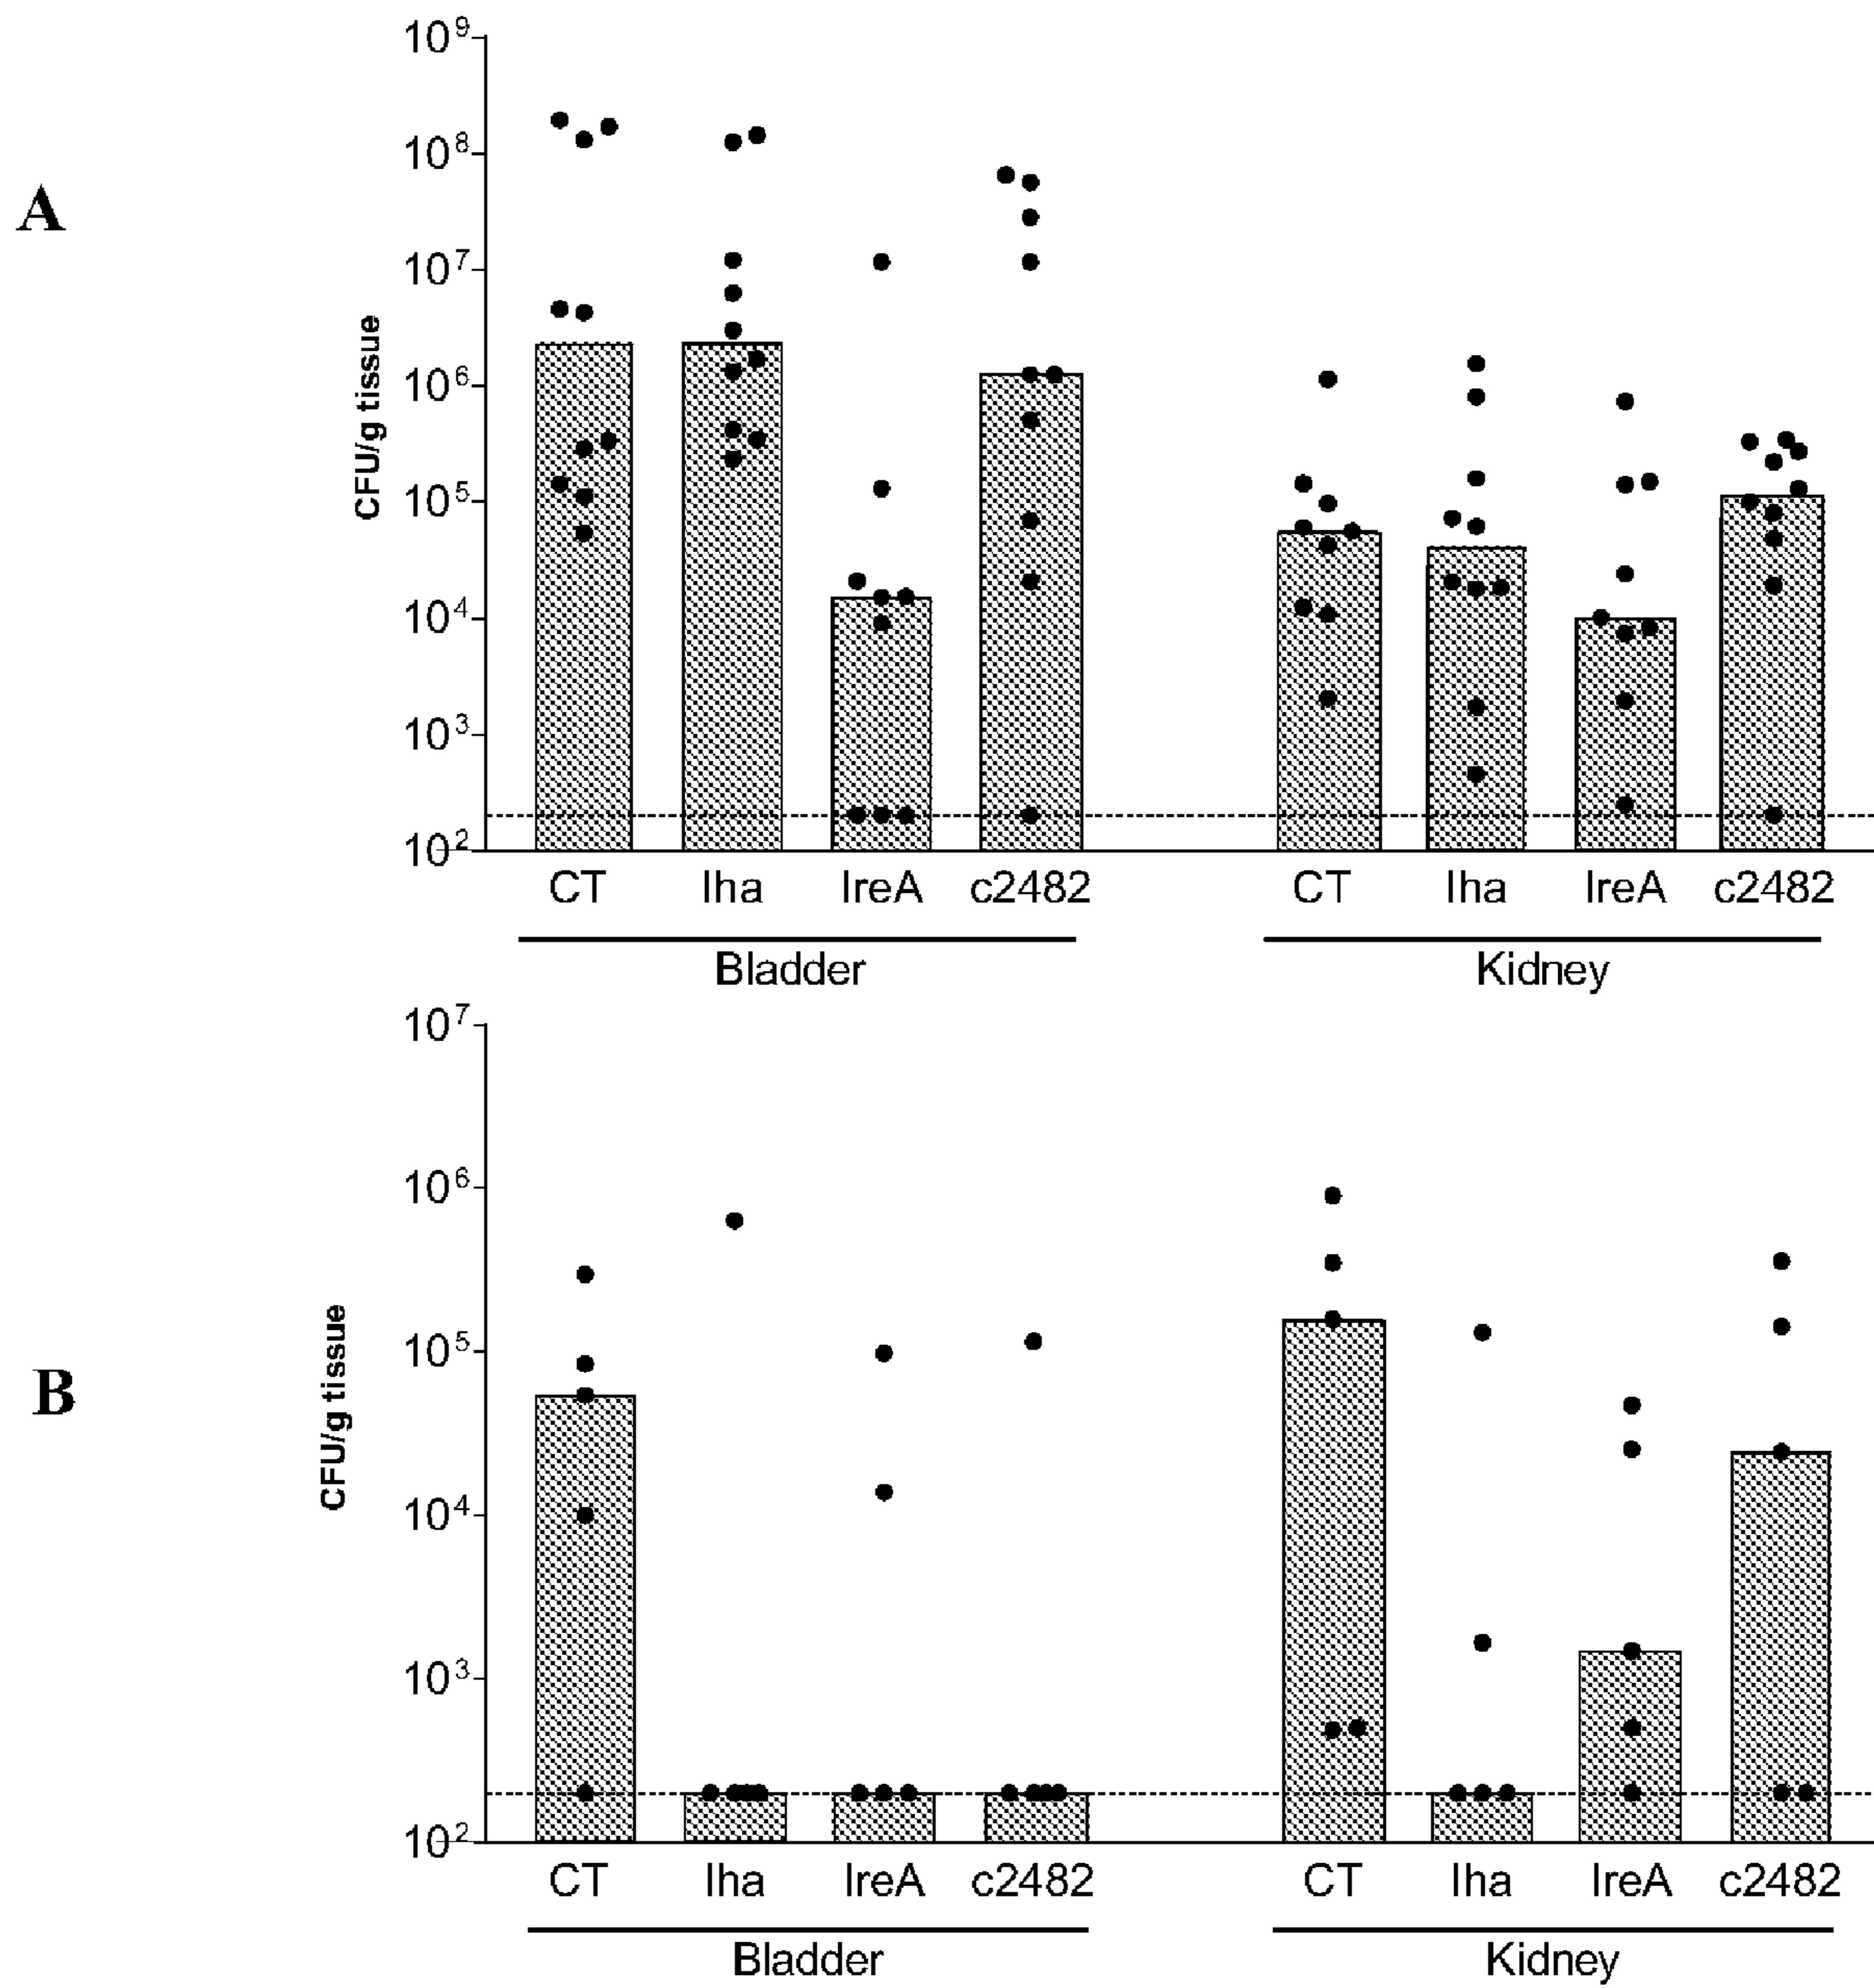 A
CFU/g tissue
10⁹
10⁸
10⁷
10⁶
10⁵
10⁴
10³
10²
CT Iha IreA c2482 CT Iha IreA c2482
Bladder Kidney
B
CFU/g tissue
10⁷
10⁶
10⁵
10⁴
10³
10²
CT Iha IreA c2482 CT Iha IreA c2482
Bladder Kidney